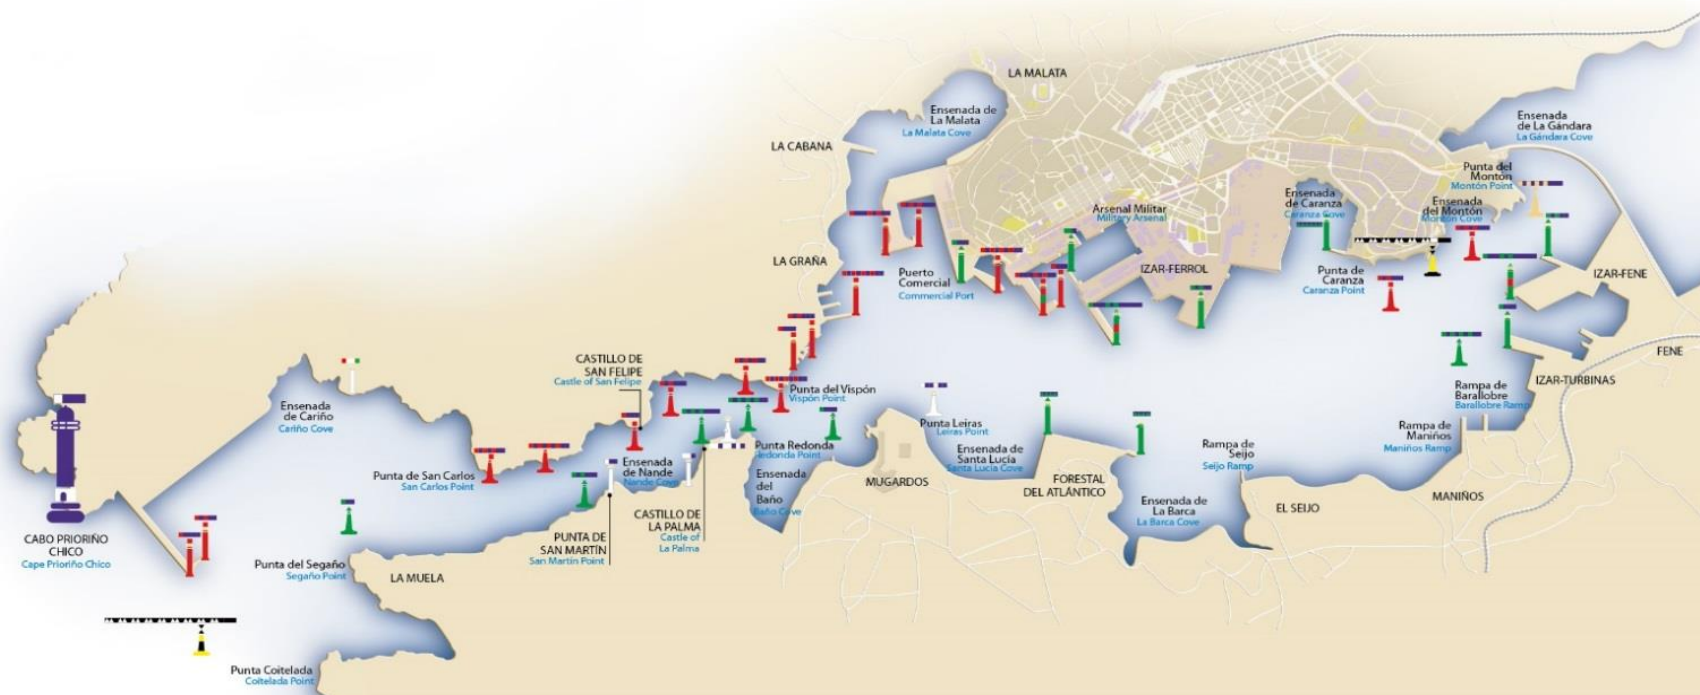 LA MALATA
Ensenada de
La Malata
La Malata Cove
LA CABANA
Ensenada
de La Gándara
La Gándara Cove
Punta del
Montón
Montón Point
Ensenada
del Montón
Montón Cove
Ensenada
de Caranza
Caranza Cove
Arsenal Militar
Military Arsenal
LA GRAÑA
Puerto
Comercial
Commercial Port
IZAR-FERROL
Punta de
Caranza
Caranza Point
IZAR-FENE
FENE
IZAR-TURBINAS
CASTILLO DE
SAN FELIPE
Castle of San Felipe
Punta del Vispón
Vispón Point
Rampa de
Barallobre
Barallobre Ramp
Ensenada
de Cariño
Cariño Cove
Punta Leiras
Leiras Point
Rampa de
Maniños
Maniños Ramp
Punta Redonda
Redonda Point
Ensenada de
Santa Lucía
Santa Lucía Cove
Rampa de
Seijo
Seijo Ramp
Punta de San Carlos
San Carlos Point
Ensenada
de Nande
Nande Cove
Ensenada
del
Baño
Baño Cove
MUGARDOS
FORESTAL
DEL ATLÁNTICO
MANIÑOS
Ensenada de
La Barca
La Barca Cove
EL SEIJO
CASTILLO DE
LA PALMA
Castle of
La Palma
PUNTA DE
SAN MARTÍN
San Martín Point
CABO PRIORIÑO
CHICO
Cape Prioriño Chico
Punta del Segaño
Segaño Point
LA MUELA
Punta Coitelada
Coitelada Point